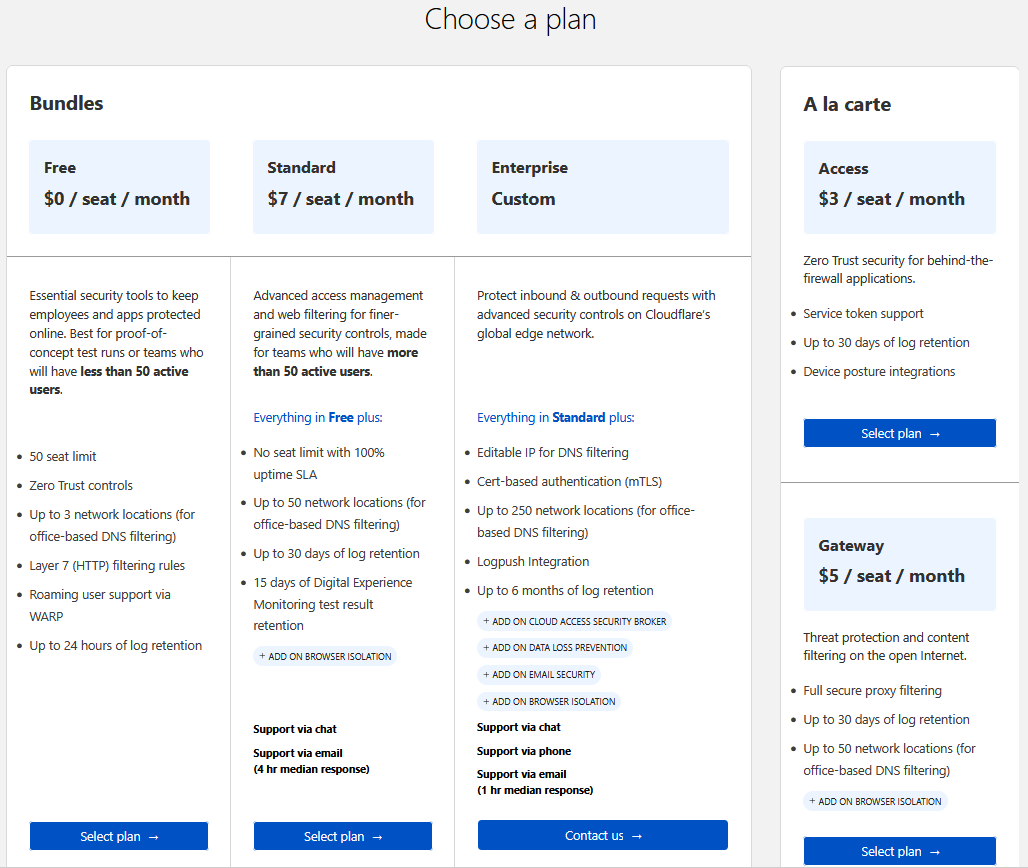 Choose a plan
Bundles
Free
$0 / seat / month
Standard
$7 / seat / month
Enterprise
Custom
Essential security tools to keep
employees and apps protected
online. Best for proof-of-
concept test runs or teams who
will have less than 50 active
users.
• 50 seat limit
• Zero Trust controls
• Up to 3 network locations (for
office-based DNS filtering)
• Layer 7 (HTTP) filtering rules
• Roaming user support via
WARP
• Up to 24 hours of log retention
Select plan →
Advanced access management
and web filtering for finer-
grained security controls, made
for teams who will have more
than 50 active users.
Everything in Free plus:
• No seat limit with 100%
uptime SLA
• Up to 50 network locations (for
office-based DNS filtering)
• Up to 30 days of log retention
• 15 days of Digital Experience
Monitoring test result
retention
+ ADD ON BROWSER ISOLATION
Support via chat
Support via email
(4 hr median response)
Select plan →
Protect inbound & outbound requests with
advanced security controls on Cloudflare's
global edge network.
Everything in Standard plus:
• Editable IP for DNS filtering
• Cert-based authentication (mTLS)
• Up to 250 network locations (for office-
based DNS filtering)
• Logpush Integration
• Up to 6 months of log retention
+ ADD ON CLOUD ACCESS SECURITY BROKER
+ ADD ON DATA LOSS PREVENTION
+ ADD ON EMAIL SECURITY
+ ADD ON BROWSER ISOLATION
Support via chat
Support via phone
Support via email
(1 hr median response)
Contact us →
A la carte
Access
$3 / seat / month
Zero Trust security for behind-the-
firewall applications.
• Service token support
• Up to 30 days of log retention
• Device posture integrations
Select plan →
Gateway
$5 / seat / month
Threat protection and content
filtering on the open Internet.
• Full secure proxy filtering
• Up to 30 days of log retention
• Up to 50 network locations (for
office-based DNS filtering)
+ ADD ON BROWSER ISOLATION
Select plan →